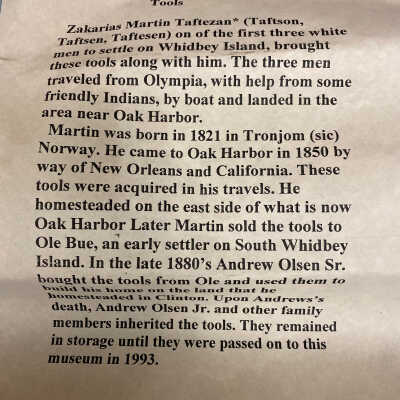 Tools
Zakarias Martin Taftezan* (Taftson,
Taftsen, Taftesen) on of the first three white
men to settle on Whidbey Island, brought
these tools along with him. The three men
traveled from Olympia, with help from some
friendly Indians, by boat and landed in the
area near Oak Harbor.
Martin was born in 1821 in Tronjom (sic)
Norway. He came to Oak Harbor in 1850 by
way of New Orleans and California. These
tools were acquired in his travels. He
homesteaded on the east side of what is now
Oak Harbor Later Martin sold the tools to
Ole Bue, an early settler on South Whidbey
Island. In the late 1880's Andrew Olsen Sr.
bought the tools from Ole and used them to
build his home on the land that he
homesteaded in Clinton. Upon Andrews's
death, Andrew Olsen Jr. and other family
members inherited the tools. They remained
in storage until they were passed on to this
museum in 1993.